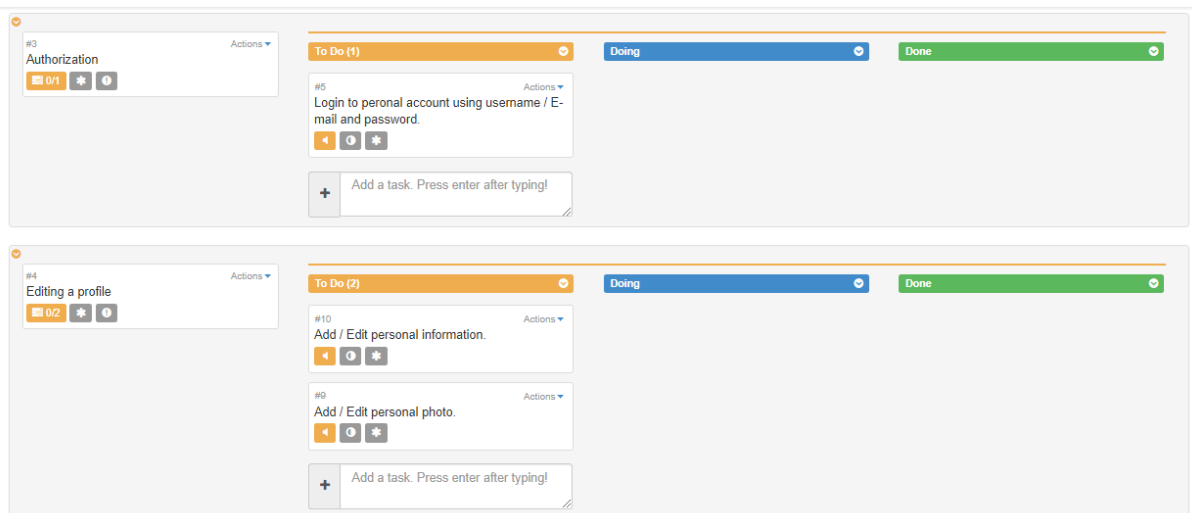 #3 Actions
Authorization
0/1
To Do (1)
Doing
Done
#5 Actions
Login to peronal account using username / E-
mail and password.
Add a task. Press enter after typing!
#4 Actions
Editing a profile
0/2
To Do (2)
Doing
Done
#10 Actions
Add / Edit personal information.
#9 Actions
Add / Edit personal photo.
Add a task. Press enter after typing!